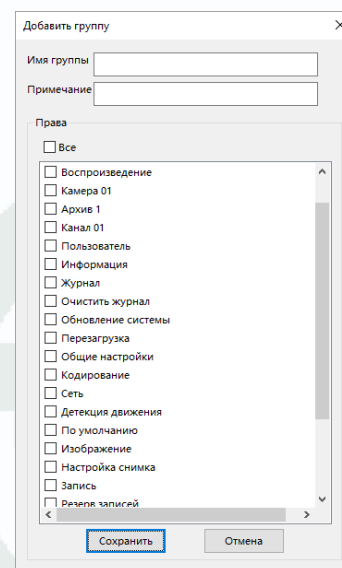 Добавить группу
Имя группы
Примечание
Права
Все
Воспроизведение
Камера 01
Архив 1
Канал 01
Пользователь
Информация
Журнал
Очистить журнал
Обновление системы
Перезагрузка
Общие настройки
Кодирование
Сеть
Детекция движения
По умолчанию
Изображение
Настройка снимка
Запись
Резерв записей
Сохранить Отмена